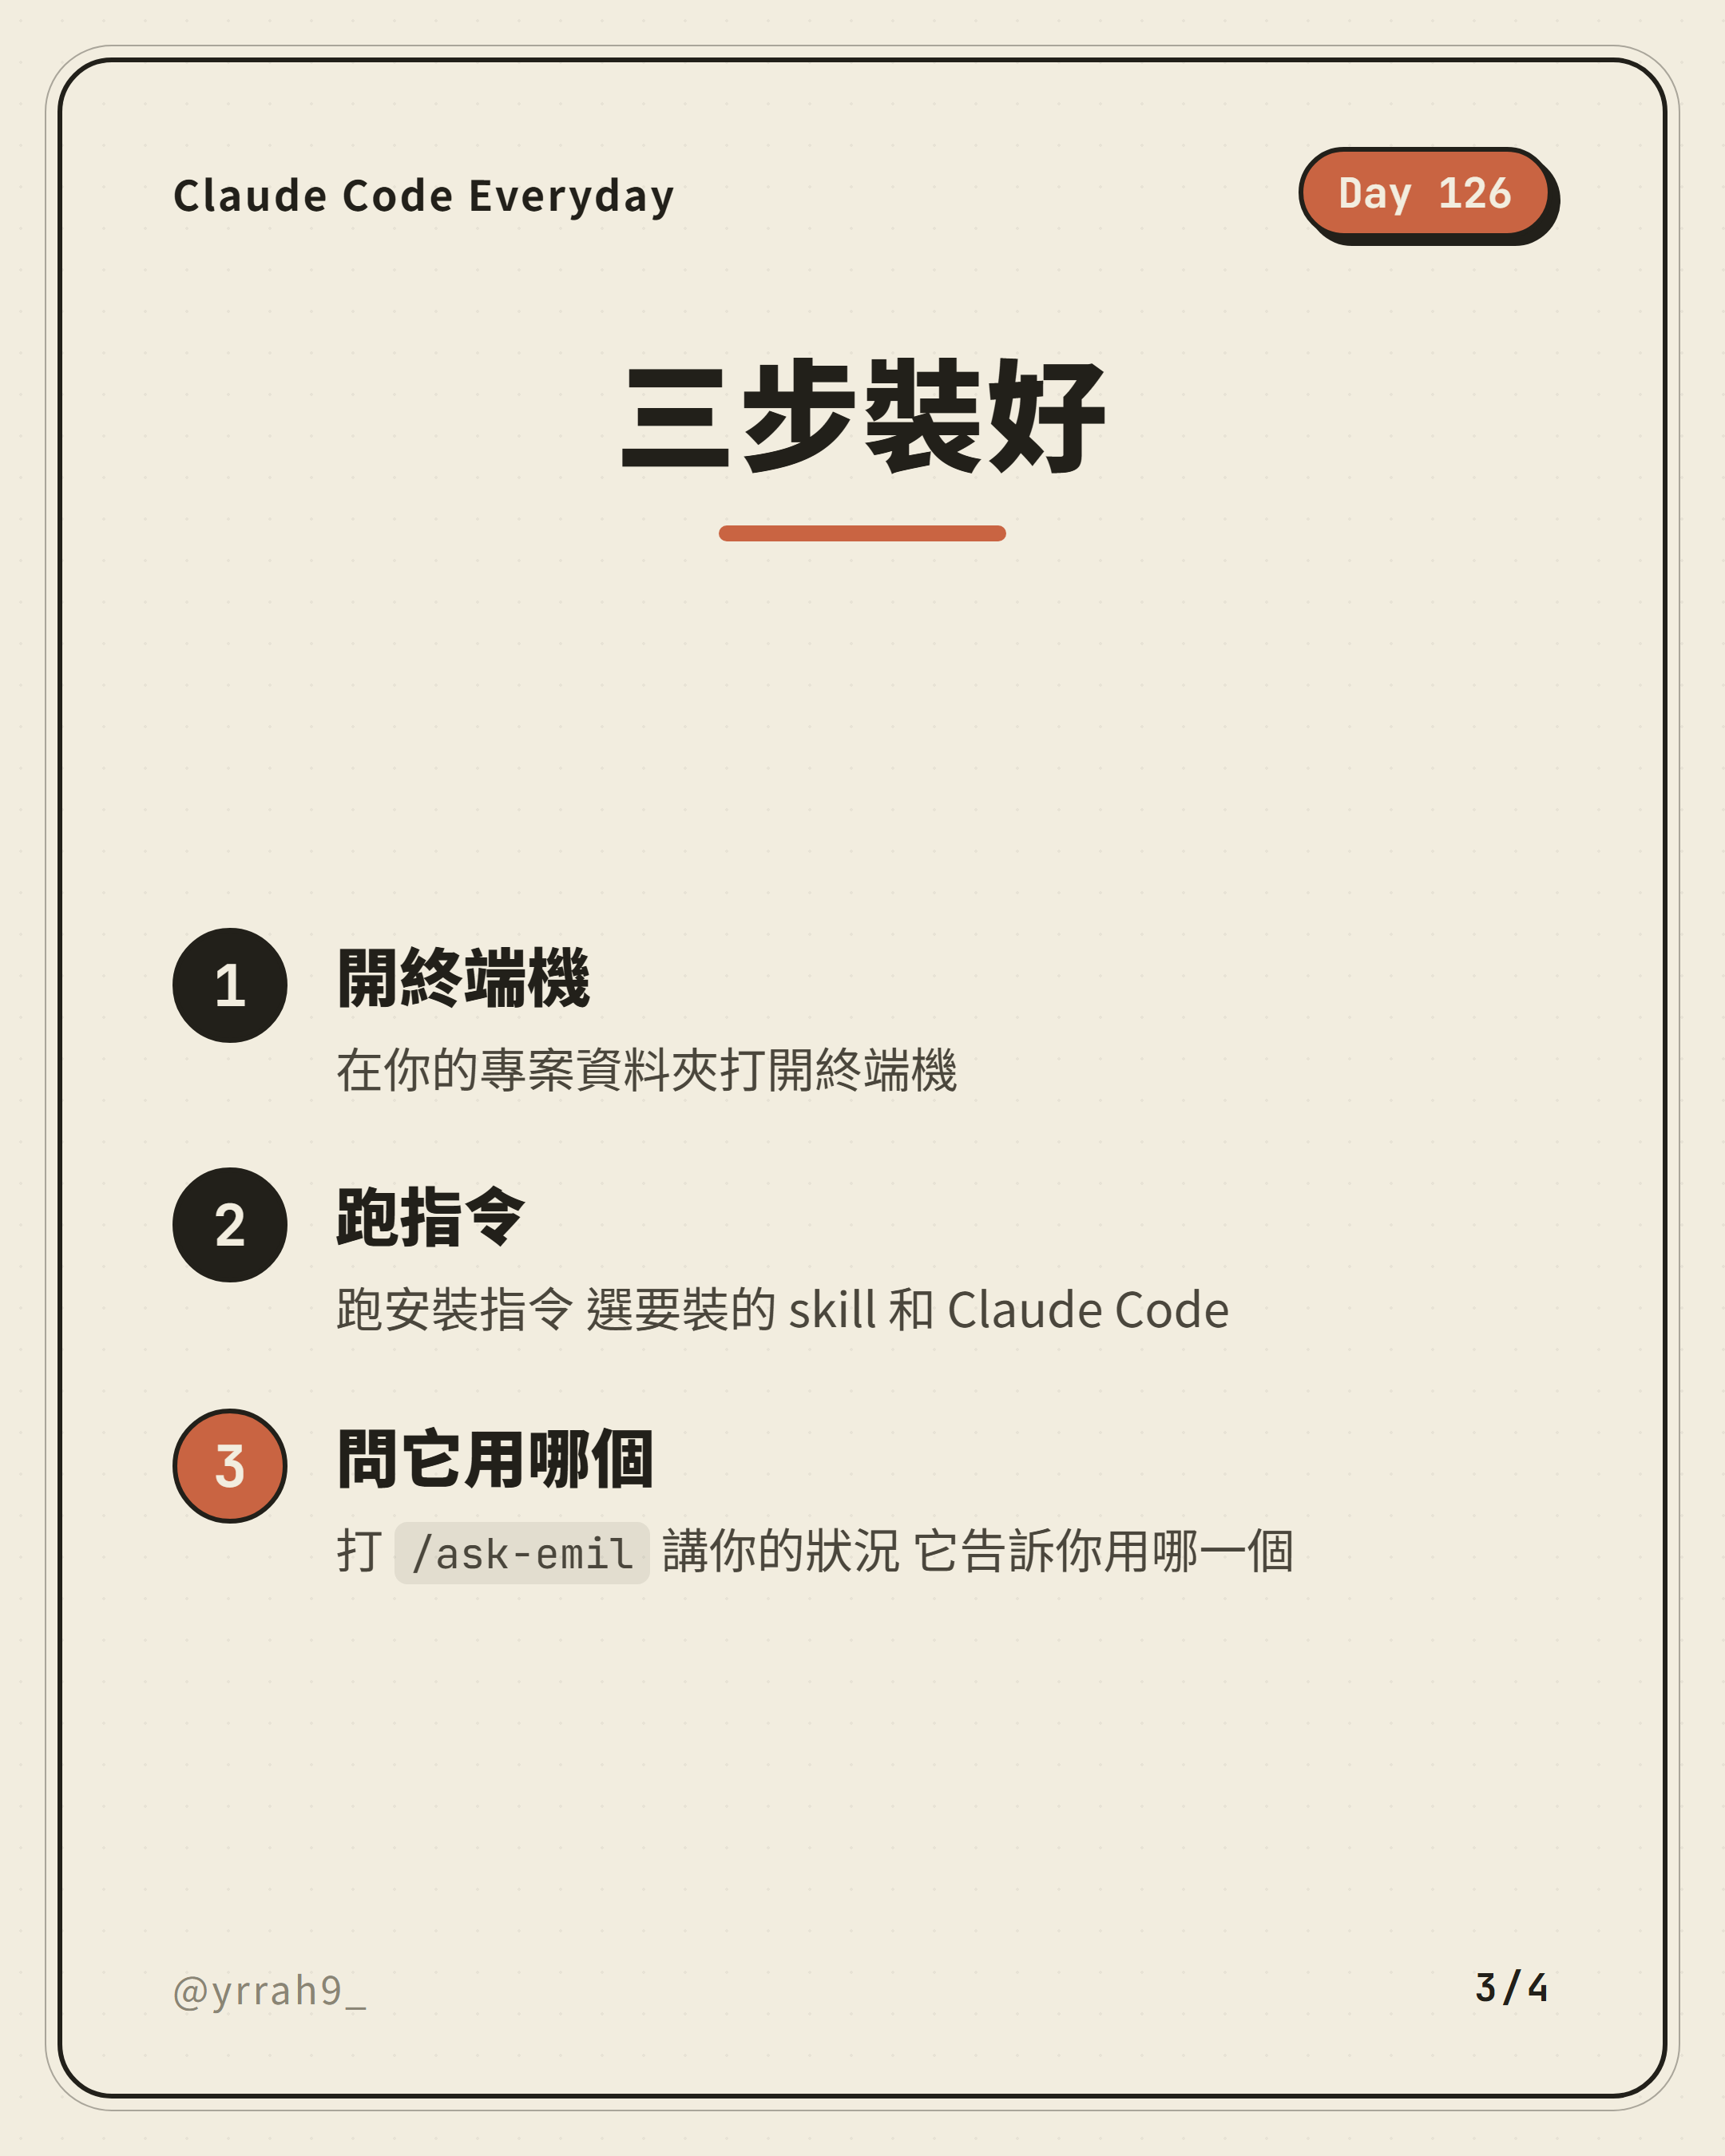 Claude Code Everyday
Day 126
三步裝好
1
開終端機
在你的專案資料夾打開終端機
2
跑指令
跑安裝指令 選要裝的 skill 和 Claude Code
3
問它用哪個
打 /ask-emil 講你的狀況 它告訴你用哪一個
@yrrah9_
3/4